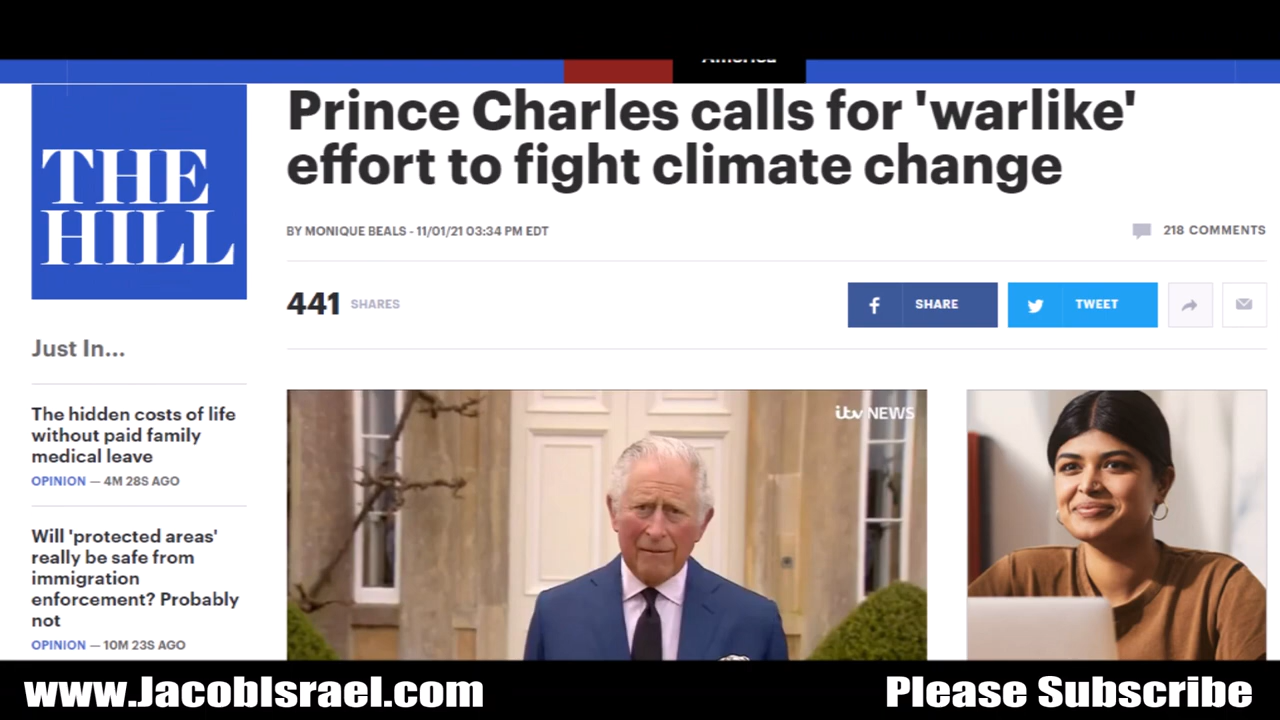 America
Prince Charles calls for 'warlike'
effort to fight climate change
THE
HILL
BY MONIQUE BEALS - 11/01/21 03:34 PM EDT
218 COMMENTS
441 SHARES
SHARE
TWEET
Just In...
The hidden costs of life
without paid family
medical leave
OPINION — 4M 28S AGO
Will 'protected areas'
really be safe from
immigration
enforcement? Probably
not
OPINION — 10M 23S AGO
itv NEWS
www.JacobIsrael.com
Please Subscribe